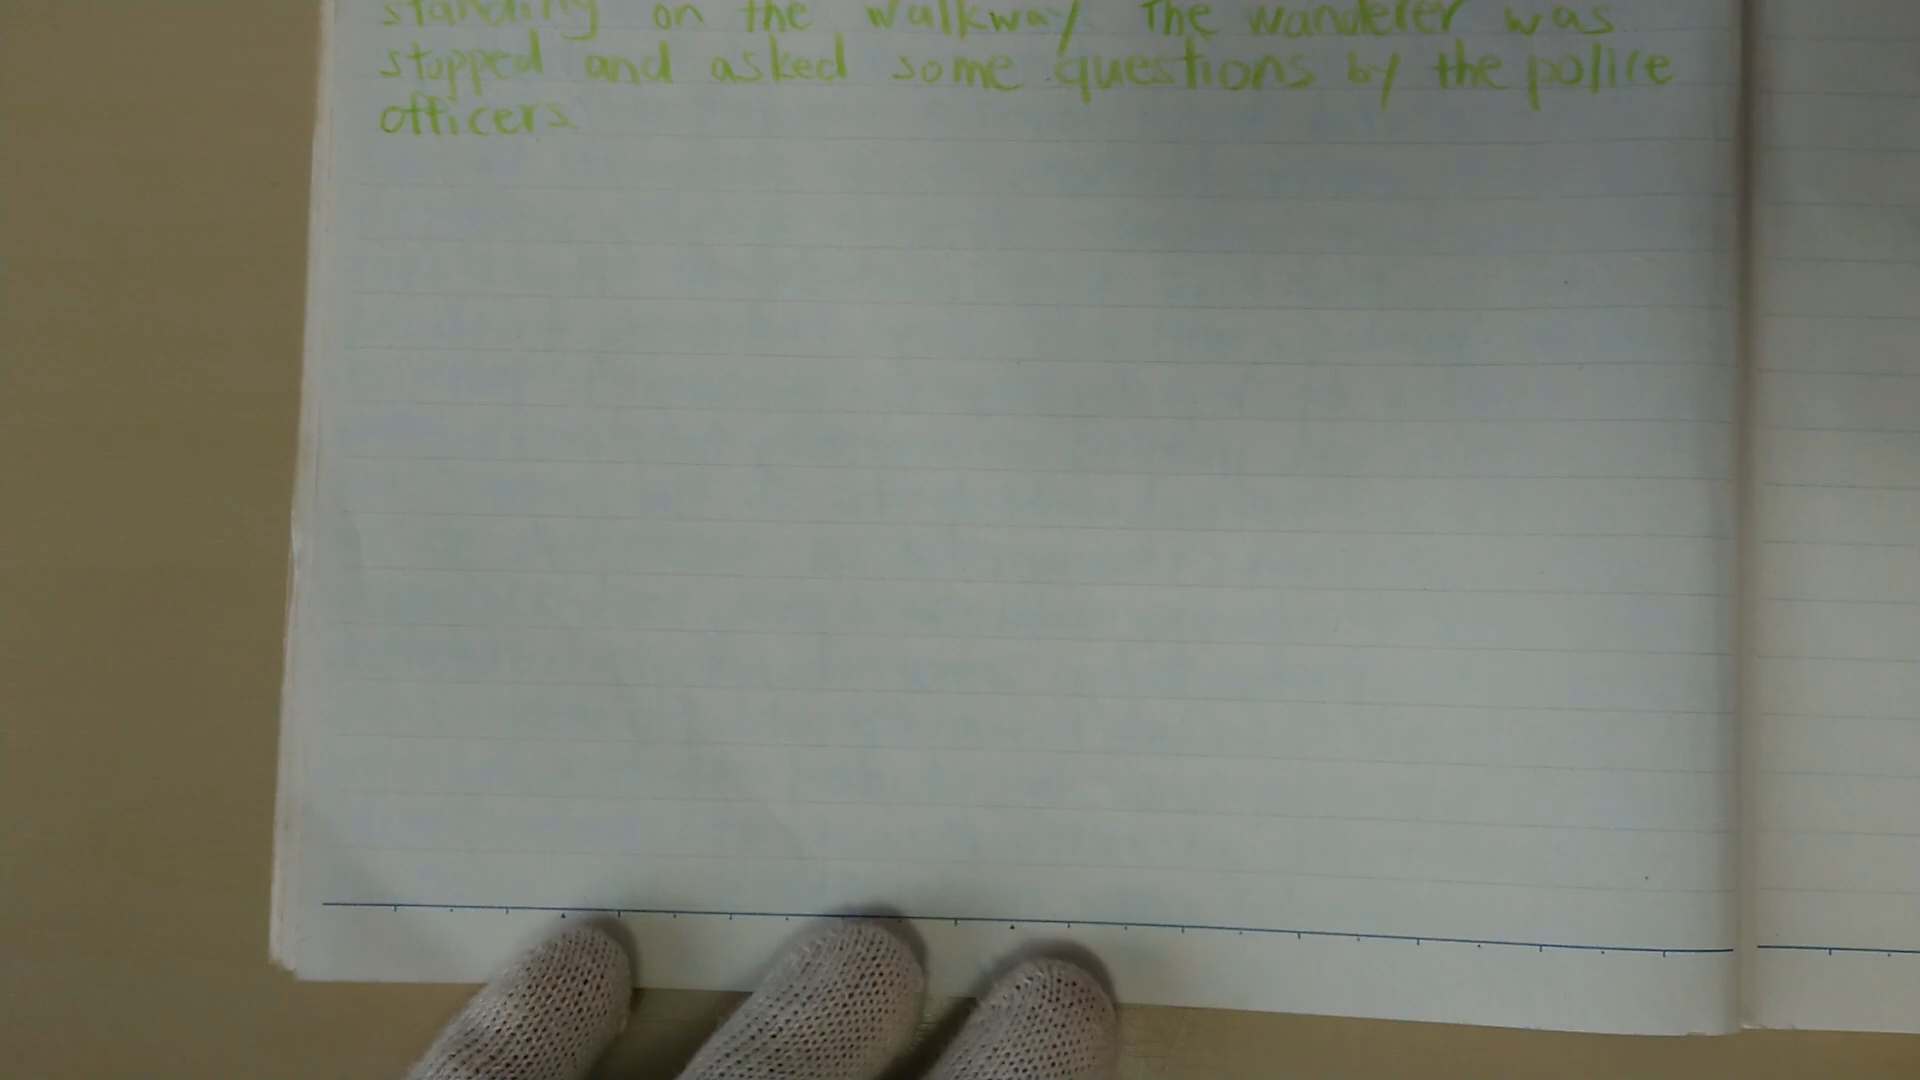 standing on the walkway. The wanderer was
stopped and asked some questions by the police
officers.